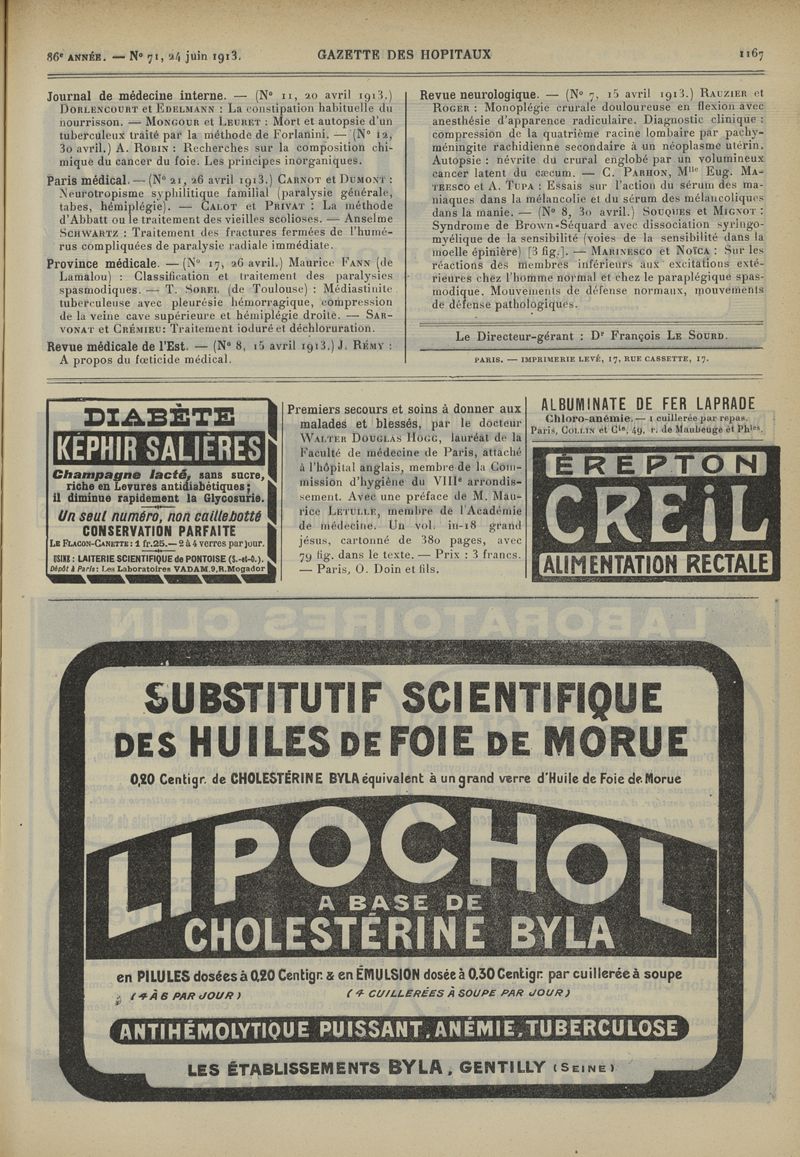 86e ANNÉE. — No 71, 24 juin 1913. GAZETTE DES HOPITAUX 1167
Journal de médecine interne. — (No 11, 20 avril 1913.)
DORLENCOURT et EDELMANN : La constipation habituelle du
nourrisson. — MONGOUR et LEURET : Mort et autopsie d'un
tuberculeux traité par la méthode de Forlanini. — (No 12,
30 avril.) A. ROBIN : Recherches sur la composition chi-
mique du cancer du foie. Les principes inorganiques.
Paris médical. — (No 21, 26 avril 1913.) CARNOT et DUMONT :
Neurotropisme syphilitique familial (paralysie générale,
tabes, hémiplégie). — CALOT et PRIVAT : La méthode
d'Abbatt ou le traitement des vieilles scolioses. — Anselme
SCHWARTZ : Traitement des fractures fermées de l'humé-
rus compliquées de paralysie radiale immédiate.
Province médicale. — (No 17, 26 avril.) Maurice FANN (de
Lamalou) : Classification et traitement des paralysies
spasmodiques. — T. SOREL (de Toulouse) : Médiastinite
tuberculeuse avec pleurésie hémorragique, compression
de la veine cave supérieure et hémiplégie droite. — SAR-
VONAT et CRÉMIEU : Traitement ioduré et déchloruration.
Revue médicale de l'Est. — (No 8, 15 avril 1913.) J. RÉMY :
A propos du fœticide médical.
Revue neurologique. — (No 7, 15 avril 1913.) RAUZIER et
ROGER : Monoplégie crurale douloureuse en flexion avec
anesthésie d'apparence radiculaire. Diagnostic clinique :
compression de la quatrième racine lombaire par pachy-
méningite rachidienne secondaire à un néoplasme utérin.
Autopsie : névrite du crural englobé par un volumineux
cancer latent du cæcum. — C. PARHON, Mlle Eug. MA-
TEESCO et A. TUPA : Essais sur l'action du sérum des ma-
niaques dans la mélancolie et du sérum des mélancoliques
dans la manie. — (No 8, 30 avril.) SOUQUES et MIGNOT :
Syndrome de Brown-Séquard avec dissociation syringo-
myélique de la sensibilité (voies de la sensibilité dans la
moelle épinière) [3 fig.]. — MARINESCO et NOÏCA : Sur les
réactions des membres inférieurs aux excitations exté-
rieures chez l'homme normal et chez le paraplégique spas-
modique. Mouvements de défense normaux, mouvements
de défense pathologiques.
Le Directeur-gérant : Dr François LE SOURD.
PARIS. — IMPRIMERIE LEVÉ, 17, RUE CASSETTE, 17.
DIABÈTE
KÉPHIR SALIÈRES
Champagne lacté, sans sucre,
riche en Levures antidiabétiques ;
il diminue rapidement la Glycosurie.
Un seul numéro, non caillebotté
CONSERVATION PARFAITE
LE FLACON-CANETTE : 1 fr.25. — 2 à 4 verres par jour.
USINE : LAITERIE SCIENTIFIQUE de PONTOISE (S.-et-O.).
Dépôt à Paris : Les Laboratoires VADAM, 9, R. Mogador
Premiers secours et soins à donner aux
malades et blessés, par le docteur
WALTER DOUGLAS HOGG, lauréat de la
Faculté de médecine de Paris, attaché
à l'hôpital anglais, membre de la Com-
mission d'hygiène du VIIIe arrondis-
sement. Avec une préface de M. Mau-
rice LETULLE, membre de l'Académie
de médecine. Un vol. in-18 grand
jésus, cartonné de 380 pages, avec
79 fig. dans le texte. — Prix : 3 francs.
— Paris, O. Doin et fils.
ALBUMINATE DE FER LAPRADE
Chloro-anémie. — 1 cuillerée par repas.
Paris, COLLIN et Cie, 49, r. de Maubeuge et Phies.
ÉREPTON
CREIL
ALIMENTATION RECTALE
SUBSTITUTIF SCIENTIFIQUE
DES HUILES DE FOIE DE MORUE
0,20 Centigr. de CHOLESTÉRINE BYLA équivalent à un grand verre d'Huile de Foie de Morue
LIPOCHOL
A BASE DE
CHOLESTÉRINE BYLA
en PILULES dosées à 0,20 Centigr. & en ÉMULSION dosée à 0.30 Centigr. par cuillerée à soupe
(4 À 6 PAR JOUR) (4 CUILLERÉES À SOUPE PAR JOUR)
ANTIHÉMOLYTIQUE PUISSANT, ANÉMIE, TUBERCULOSE
LES ÉTABLISSEMENTS BYLA, GENTILLY (SEINE)